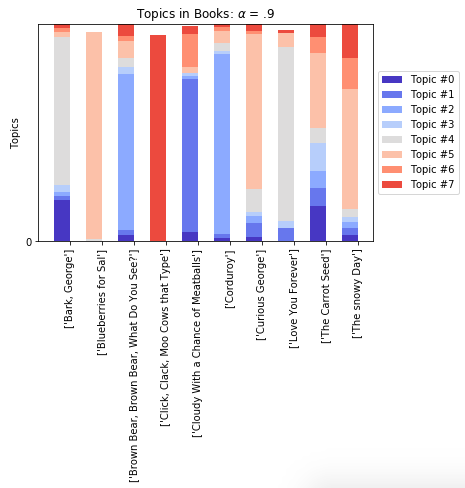 Topics in Books: α = .9
Topics
0
Topic #0
Topic #1
Topic #2
Topic #3
Topic #4
Topic #5
Topic #6
Topic #7
['Bark, George']
['Blueberries for Sal']
['Brown Bear, Brown Bear, What Do You See?']
['Click, Clack, Moo Cows that Type']
['Cloudy With a Chance of Meatballs']
['Corduroy']
['Curious George']
['Love You Forever']
['The Carrot Seed']
['The snowy Day']